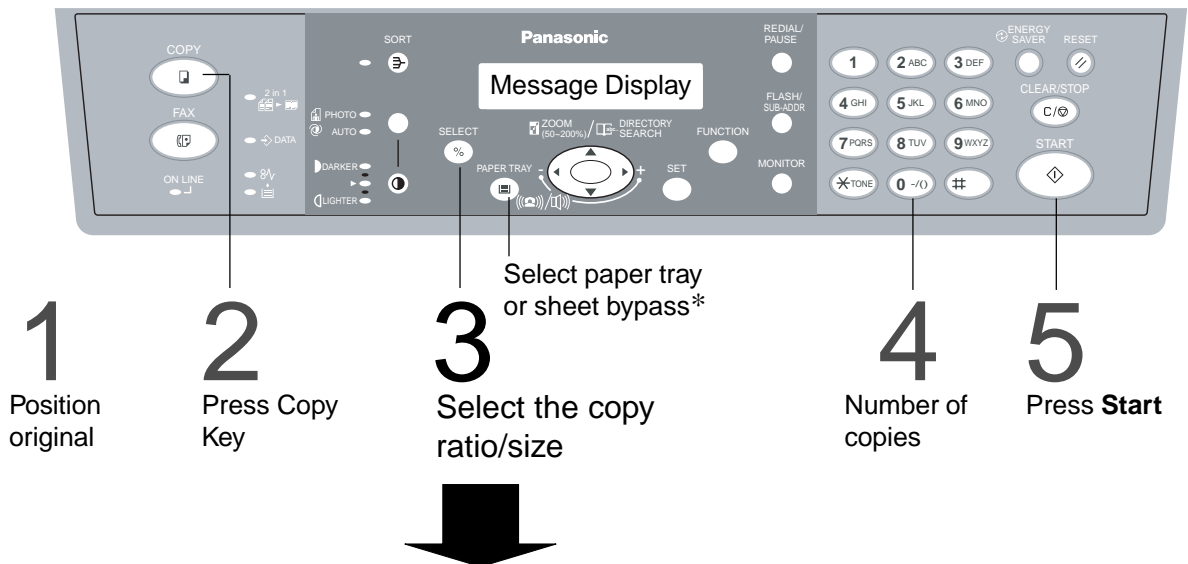 COPY
FAX
ON LINE
2 in 1
DATA
SORT
PHOTO
AUTO
DARKER
LIGHTER
Panasonic
Message Display
SELECT
%
ZOOM
(50~200%)
/
DIRECTORY
SEARCH
PAPER TRAY
-
+
SET
FUNCTION
REDIAL/
PAUSE
FLASH/
SUB-ADDR
MONITOR
1
2 ABC
3 DEF
4 GHI
5 JKL
6 MNO
7 PQRS
8 TUV
9 WXYZ
TONE
0 -/()
#
ENERGY
SAVER
RESET
CLEAR/STOP
C/
START
Select paper tray
or sheet bypass*
1
Position
original
2
Press Copy
Key
3
Select the copy
ratio/size
4
Number of
copies
5
Press Start